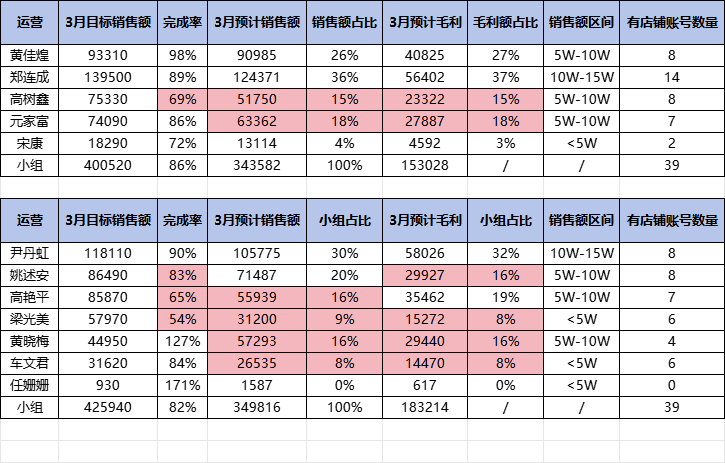 运营 3月目标销售额 完成率 3月预计销售额 销售额占比 3月预计毛利 毛利额占比 销售额区间 有店铺账号数量
黄佳煌 93310 98% 90985 26% 40825 27% 5W-10W 8
郑连成 139500 89% 124371 36% 56402 37% 10W-15W 14
高树鑫 75330 69% 51750 15% 23322 15% 5W-10W 8
元家富 74090 86% 63362 18% 27887 18% 5W-10W 7
宋康 18290 72% 13114 4% 4592 3% <5W 2
小组 400520 86% 343582 100% 153028 / / 39
运营 3月目标销售额 完成率 3月预计销售额 小组占比 3月预计毛利 小组占比 销售额区间 有店铺账号数量
尹丹虹 118110 90% 105775 30% 58026 32% 10W-15W 8
姚述安 86490 83% 71487 20% 29927 16% 5W-10W 8
高艳平 85870 65% 55939 16% 35462 19% 5W-10W 7
梁光美 57970 54% 31200 9% 15272 8% <5W 6
黄晓梅 44950 127% 57293 16% 29440 16% 5W-10W 4
车文君 31620 84% 26535 8% 14470 8% <5W 6
任姗姗 930 171% 1587 0% 617 0% <5W 0
小组 425940 82% 349816 100% 183214 / / 39